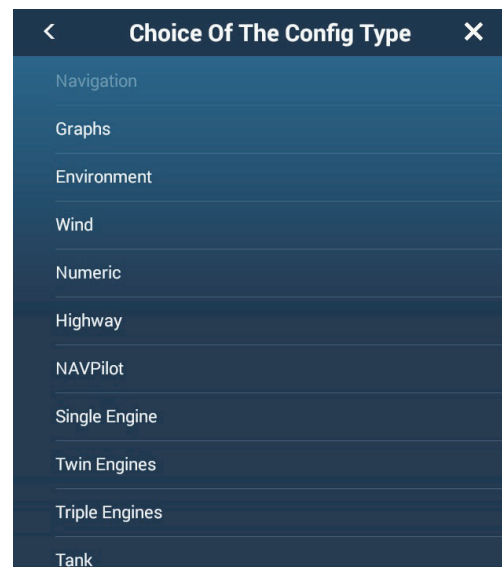 Choice Of The Config Type
Navigation
Graphs
Environment
Wind
Numeric
Highway
NAVPilot
Single Engine
Twin Engines
Triple Engines
Tank